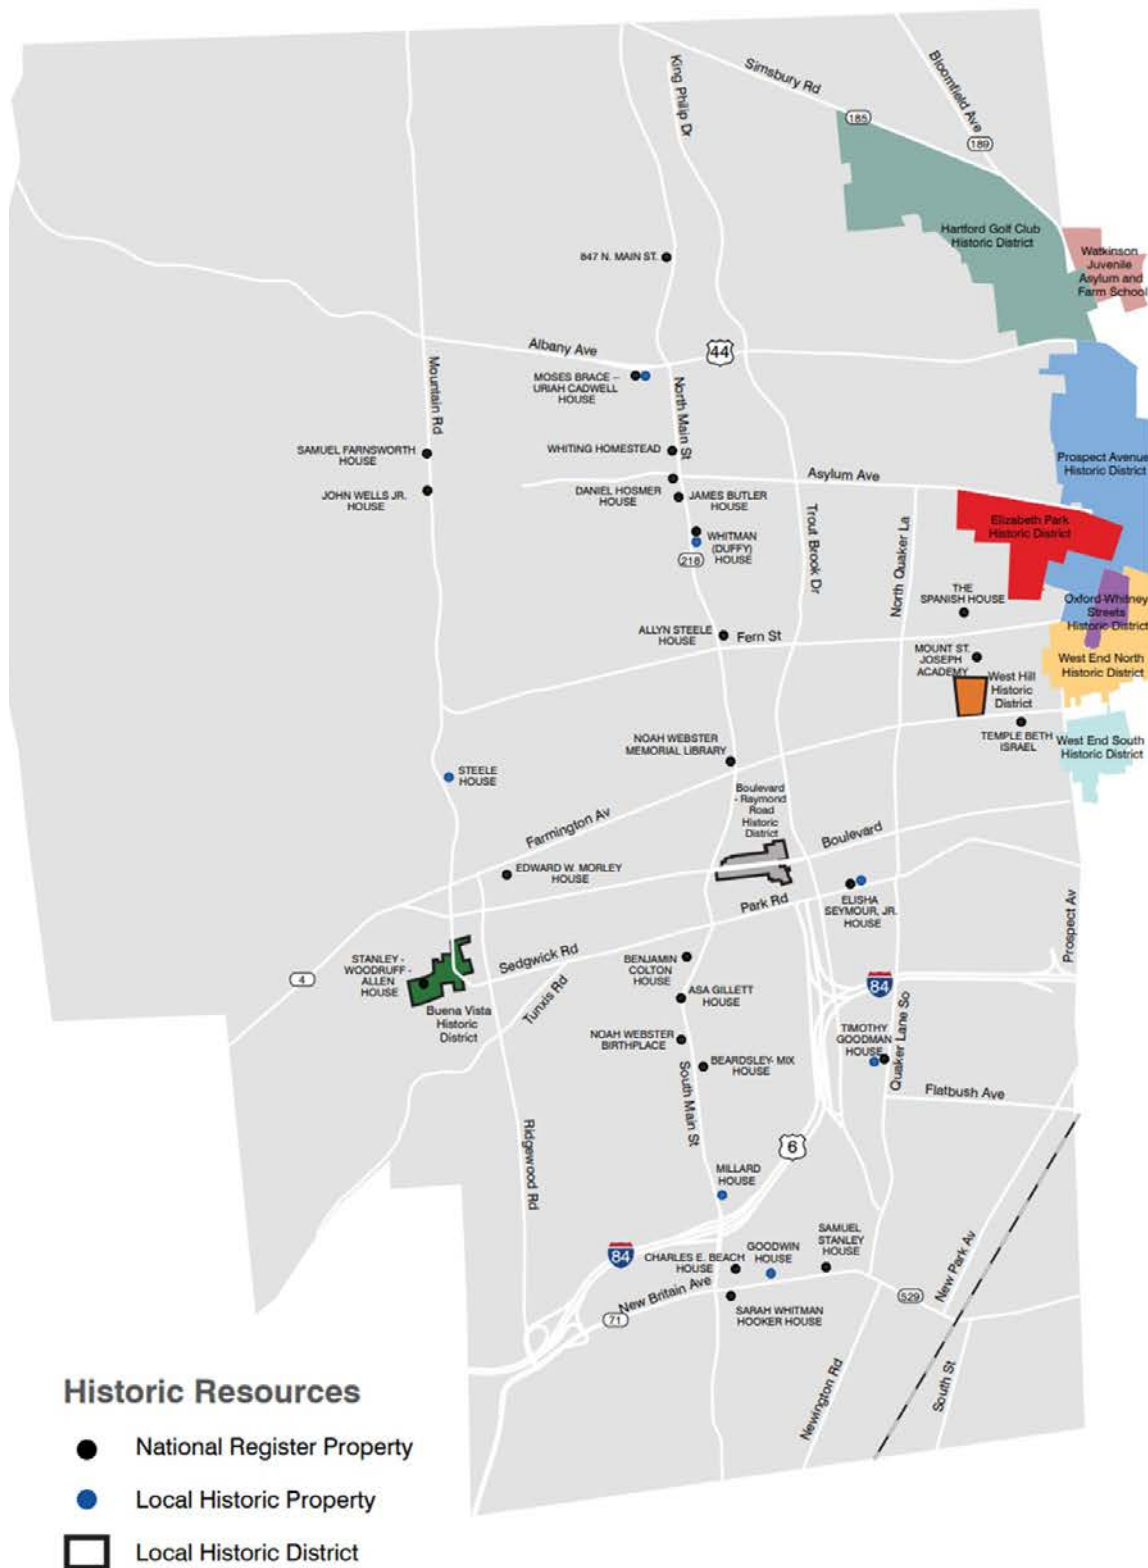 Simsbury Rd
Bloomfield Ave
King Philip Dr
185
189
Hartford Golf Club
Historic District
Watkinson
Juvenile
Asylum and
Farm School
847 N. MAIN ST.
Albany Ave
44
Mountain Rd
MOSES BRACE –
URIAH CADWELL
HOUSE
North Main St
SAMUEL FARNSWORTH
HOUSE
WHITING HOMESTEAD
Prospect Avenue
Historic District
Asylum Ave
JOHN WELLS JR.
HOUSE
DANIEL HOSMER
HOUSE
JAMES BUTLER
HOUSE
Trout Brook Dr
North Quaker La
Elizabeth Park
Historic District
WHITMAN
(DUFFY)
HOUSE
218
THE
SPANISH HOUSE
Oxford-Whitney
Streets
Historic District
ALLYN STEELE
HOUSE
Fern St
MOUNT ST.
JOSEPH
ACADEMY
West End North
Historic District
West Hill
Historic
District
NOAH WEBSTER
MEMORIAL LIBRARY
TEMPLE BETH
ISRAEL
West End South
Historic District
STEELE
HOUSE
Boulevard
- Raymond
Road
Historic
District
Farmington Av
Boulevard
EDWARD W. MORLEY
HOUSE
Park Rd
ELISHA
SEYMOUR, JR.
HOUSE
Prospect Av
STANLEY -
WOODRUFF -
ALLEN
HOUSE
Sedgwick Rd
BENJAMIN
COLTON
HOUSE
4
84
Tunxis Rd
ASA GILLETT
HOUSE
Buena Vista
Historic
District
Quaker Lane So
NOAH WEBSTER
BIRTHPLACE
TIMOTHY
GOODMAN
HOUSE
BEARDSLEY- MIX
HOUSE
South Main St
Flatbush Ave
Ridgewood Rd
6
MILLARD
HOUSE
SAMUEL
STANLEY
HOUSE
GOODWIN
HOUSE
84
CHARLES E. BEACH
HOUSE
New Britain Ave
New Park Av
529
71
SARAH WHITMAN
HOOKER HOUSE
Newington Rd
South St
Historic Resources
National Register Property
Local Historic Property
Local Historic District